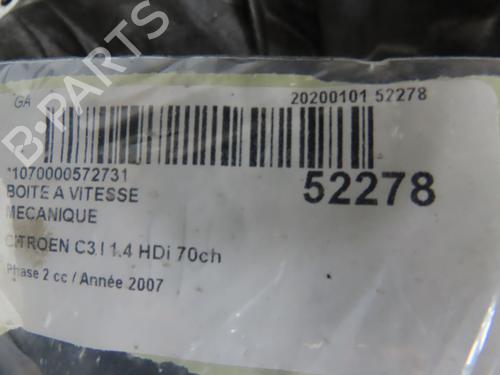 GA
20200101 52278
*1070000572731
52278
BOITE A VITESSE
MECANIQUE
CITROEN C3 I 1.4 HDi 70ch
Phase 2 cc / Année 2007
B-PARTS